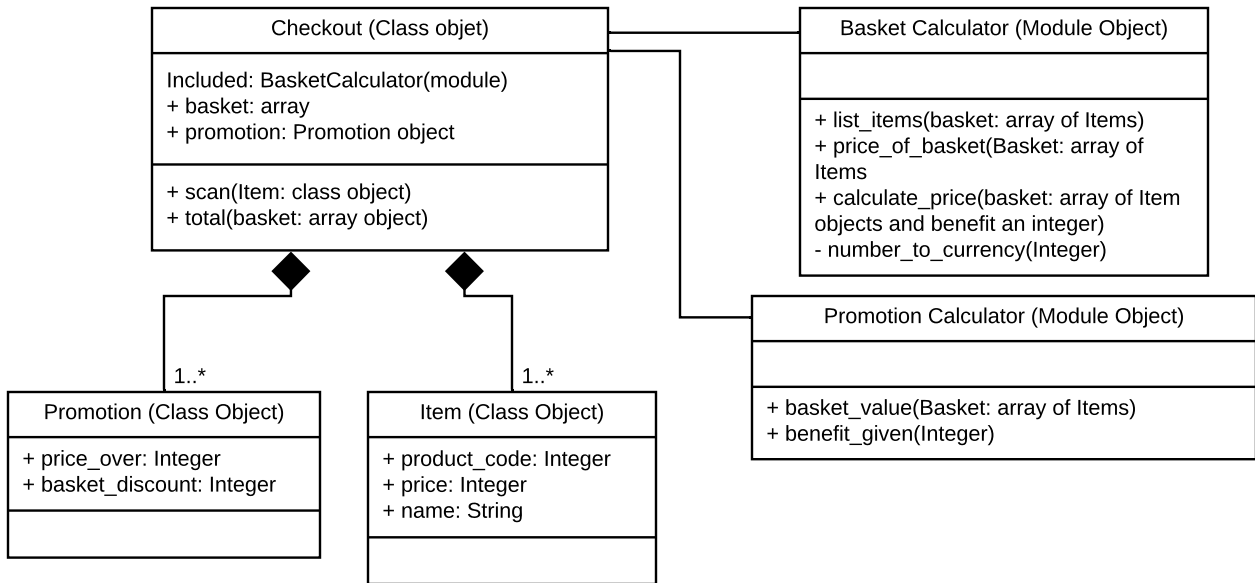 Checkout (Class objet)
Included: BasketCalculator(module)
+ basket: array
+ promotion: Promotion object
+ scan(Item: class object)
+ total(basket: array object)
Basket Calculator (Module Object)
+ list_items(basket: array of Items)
+ price_of_basket(Basket: array of
Items
+ calculate_price(basket: array of Item
objects and benefit an integer)
- number_to_currency(Integer)
Promotion Calculator (Module Object)
+ basket_value(Basket: array of Items)
+ benefit_given(Integer)
1..*
Promotion (Class Object)
+ price_over: Integer
+ basket_discount: Integer
1..*
Item (Class Object)
+ product_code: Integer
+ price: Integer
+ name: String